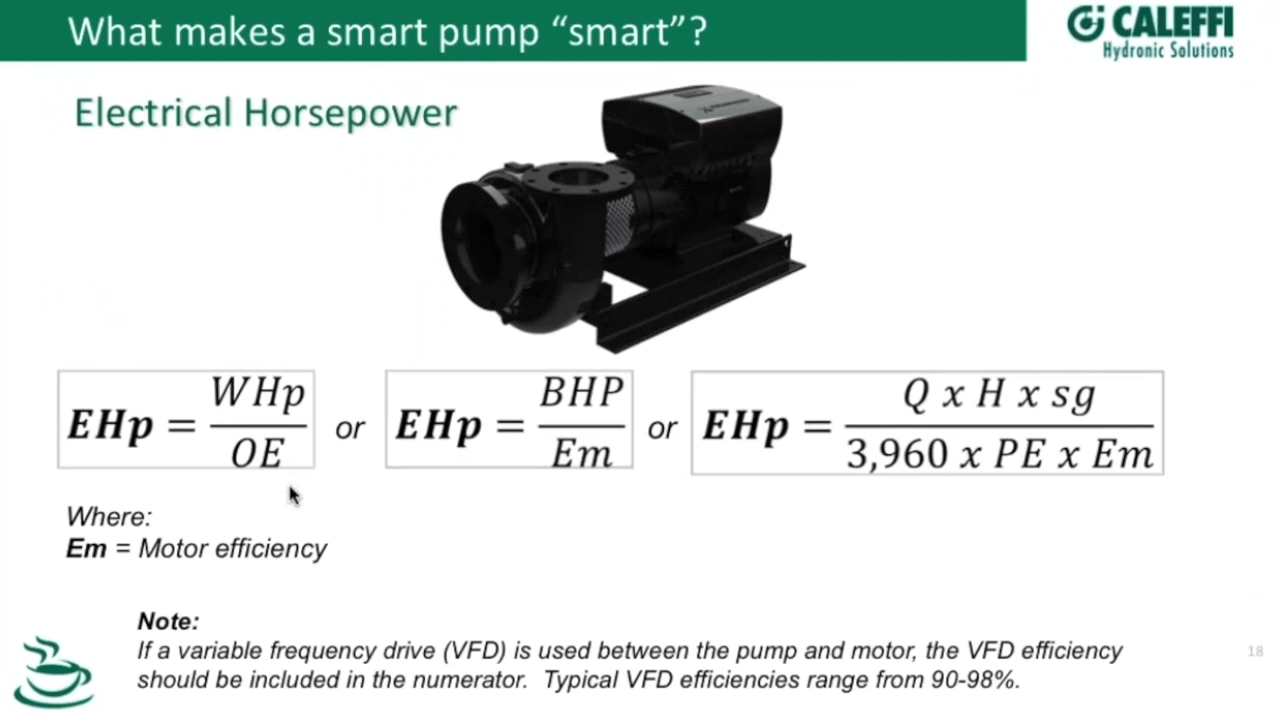 What makes a smart pump “smart”?
CALEFFI
Hydronic Solutions
Electrical Horsepower
EHp = WHp / OE or EHp = BHP / Em or EHp = Q x H x sg / 3,960 x PE x Em
Where:
Em = Motor efficiency
Note:
If a variable frequency drive (VFD) is used between the pump and motor, the VFD efficiency
should be included in the numerator. Typical VFD efficiencies range from 90-98%.
18